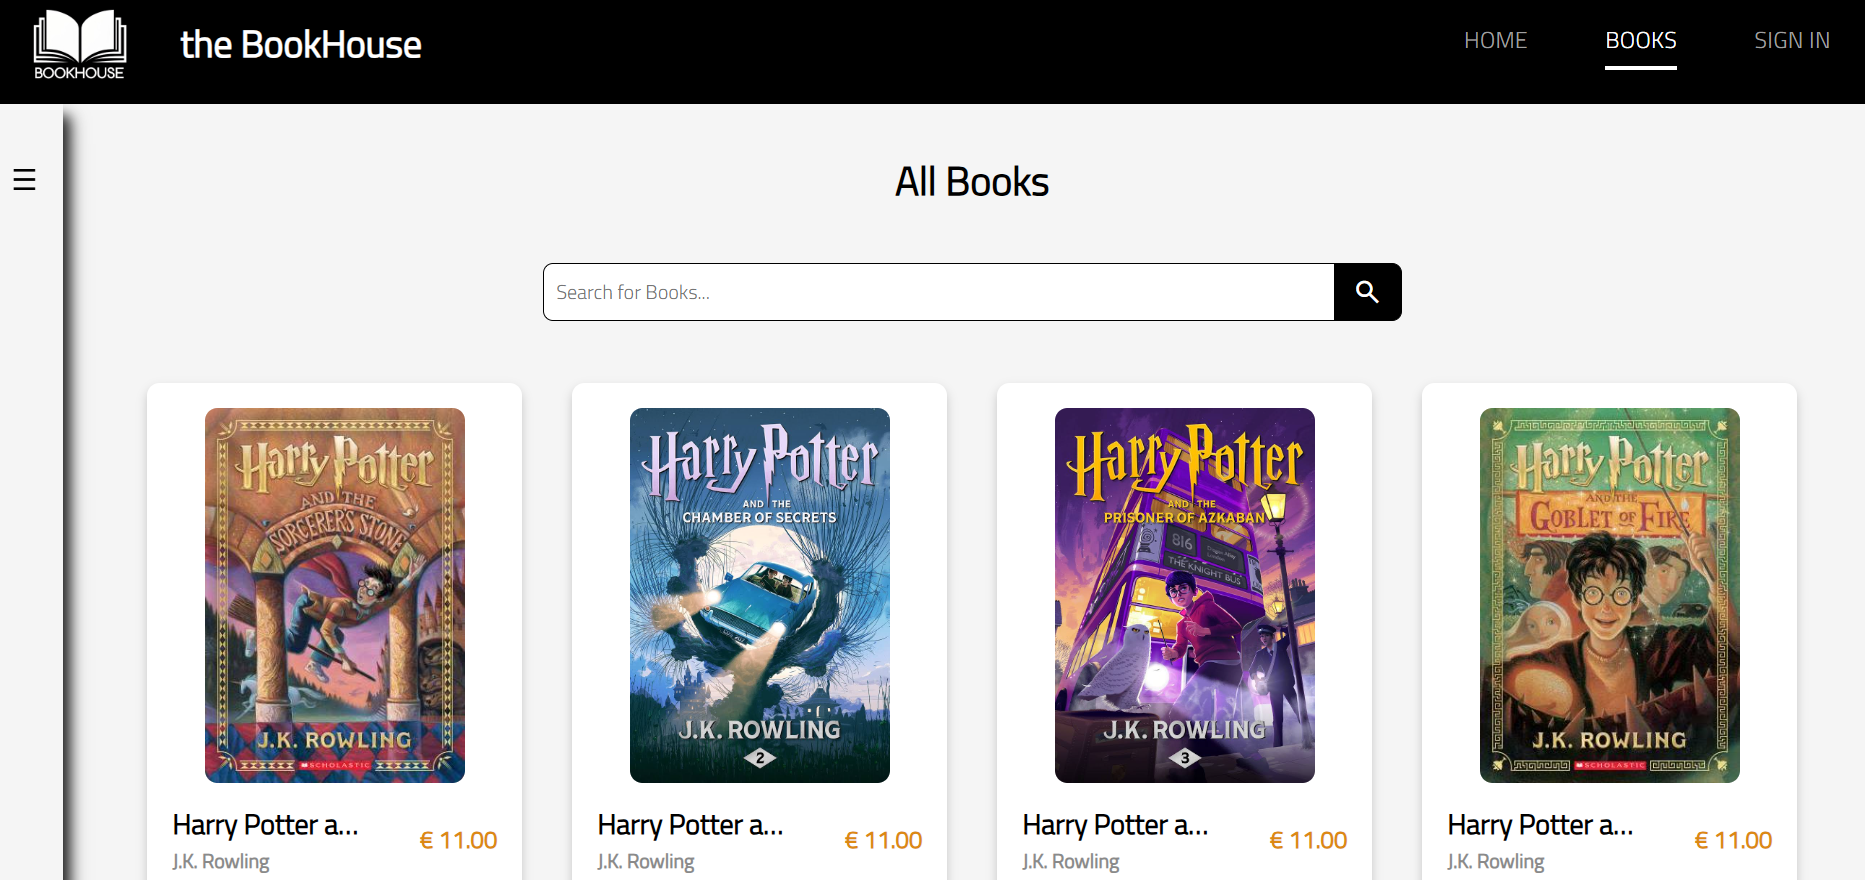 BOOKHOUSE
the BookHouse
HOME
BOOKS
SIGN IN
All Books
Search for Books...
Harry Potter
AND THE
SORCERER'S STONE
J.K. ROWLING
SCHOLASTIC
Harry Potter a...
€ 11.00
J.K. Rowling
Harry Potter
AND THE
CHAMBER OF SECRETS
J.K. ROWLING
2
Harry Potter a...
€ 11.00
J.K. Rowling
Harry Potter
AND THE
PRISONER OF AZKABAN
816
THE KNIGHT BUS
J.K. ROWLING
3
Harry Potter a...
€ 11.00
J.K. Rowling
Harry Potter
AND THE
GOBLET OF FIRE
J.K. ROWLING
SCHOLASTIC
Harry Potter a...
€ 11.00
J.K. Rowling